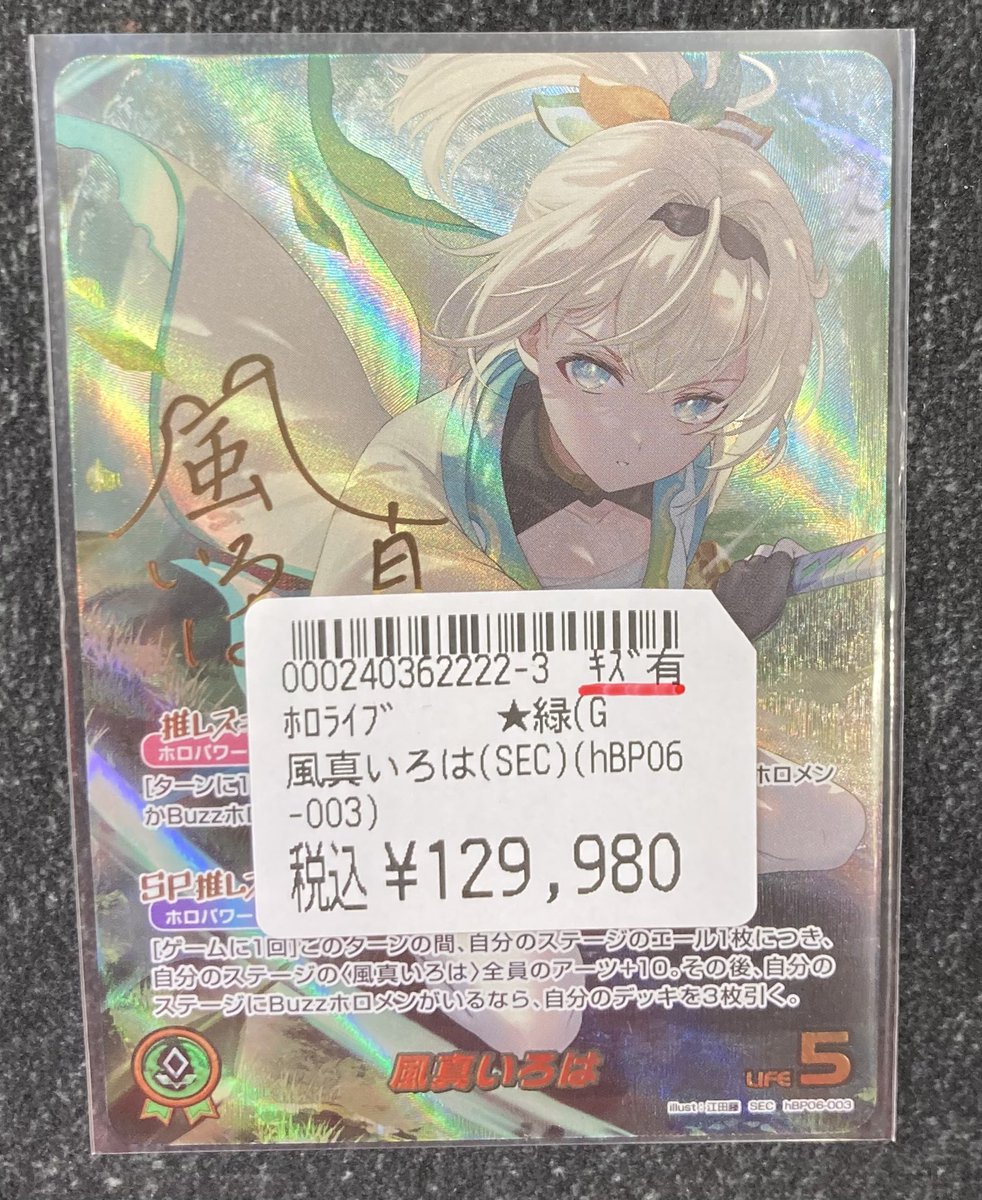 風真
いろは
000240362222-3 ｷｽﾞ有
ﾎﾛﾗｲﾌﾞ ★緑(G
風真いろは(SEC)(hBP06
-003)
税込 ¥129,980
推しス
ホロパワー
[ターンに1 ホロメン
かBuzzホロ
SP推しス
ホロパワー
[ゲームに1回]このターンの間、自分のステージのエール1枚につき、
自分のステージの〈風真いろは〉全員のアーツ+10。その後、自分の
ステージにBuzzホロメンがいるなら、自分のデッキを3枚引く。
風真いろは
LIFE 5
illust:江田藤 SEC hBP06-003